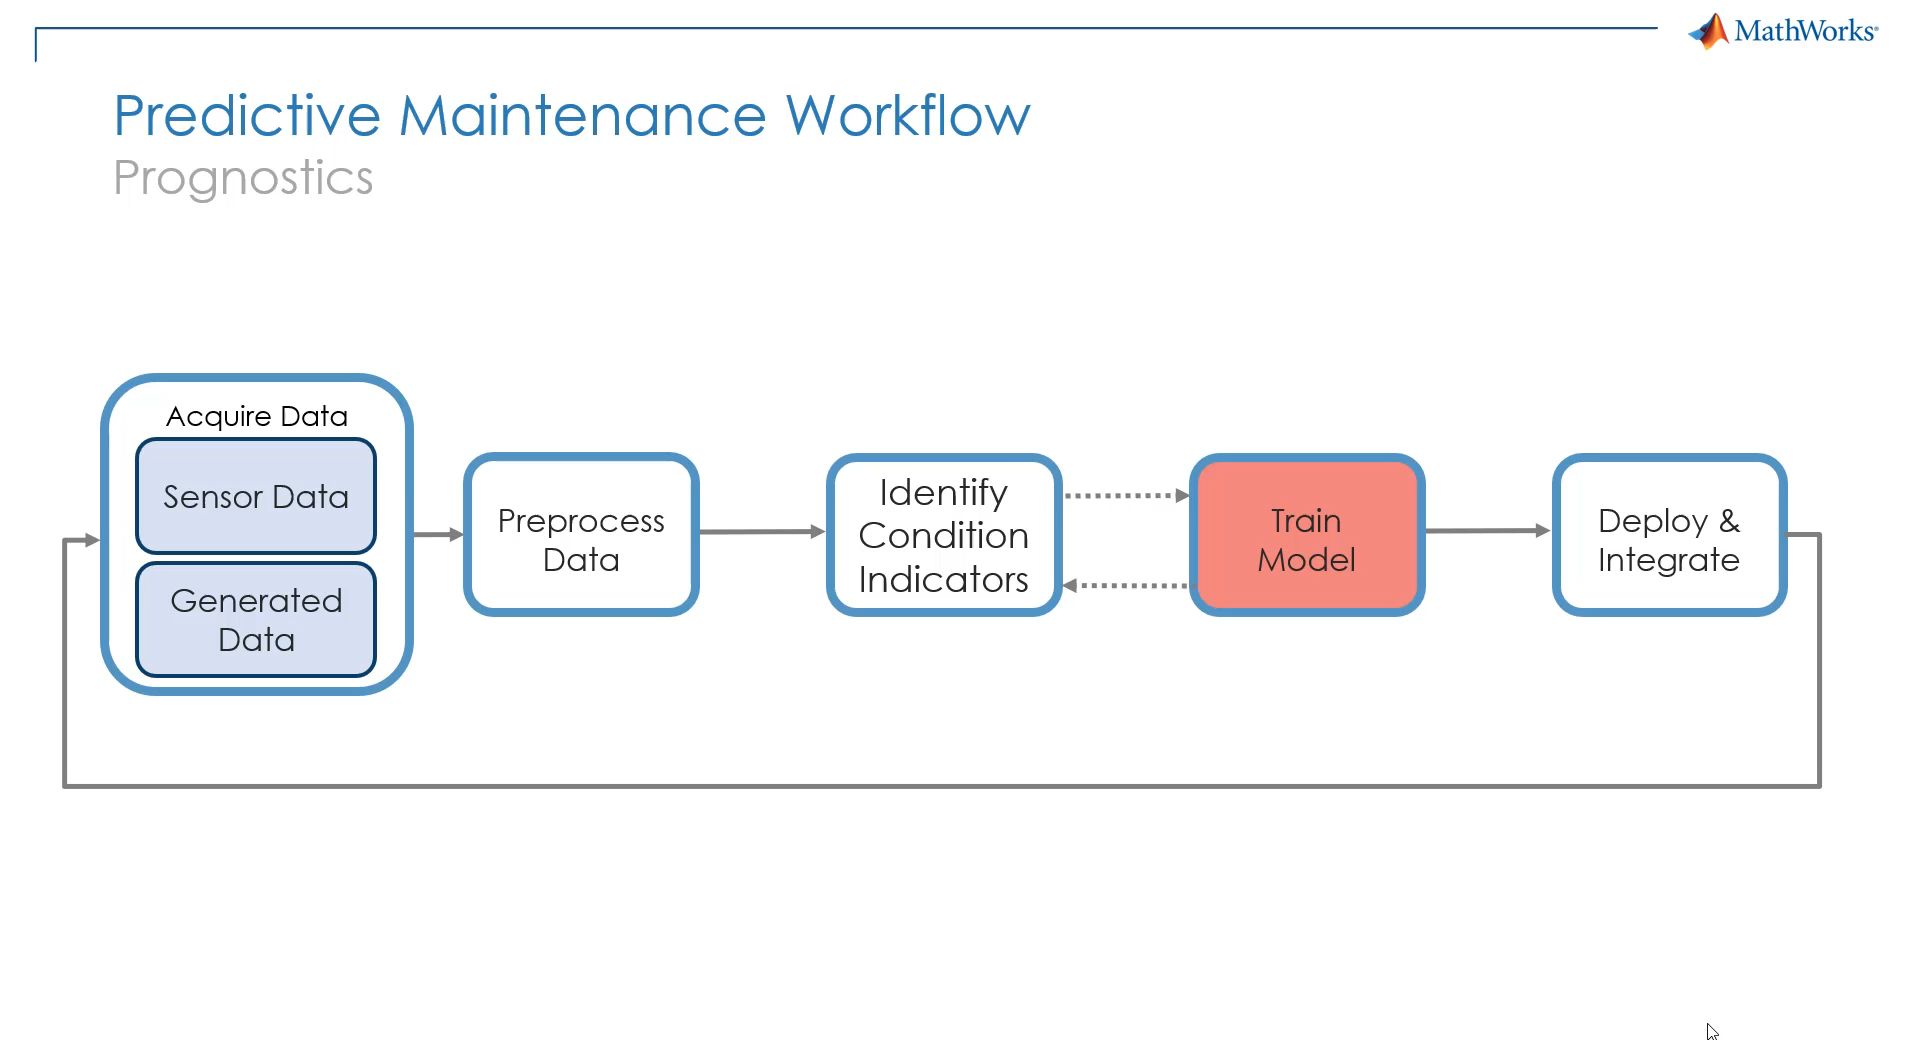 MathWorks®
Predictive Maintenance Workflow
Prognostics
Acquire Data
Sensor Data
Generated
Data
Preprocess
Data
Identify
Condition
Indicators
Train
Model
Deploy &
Integrate